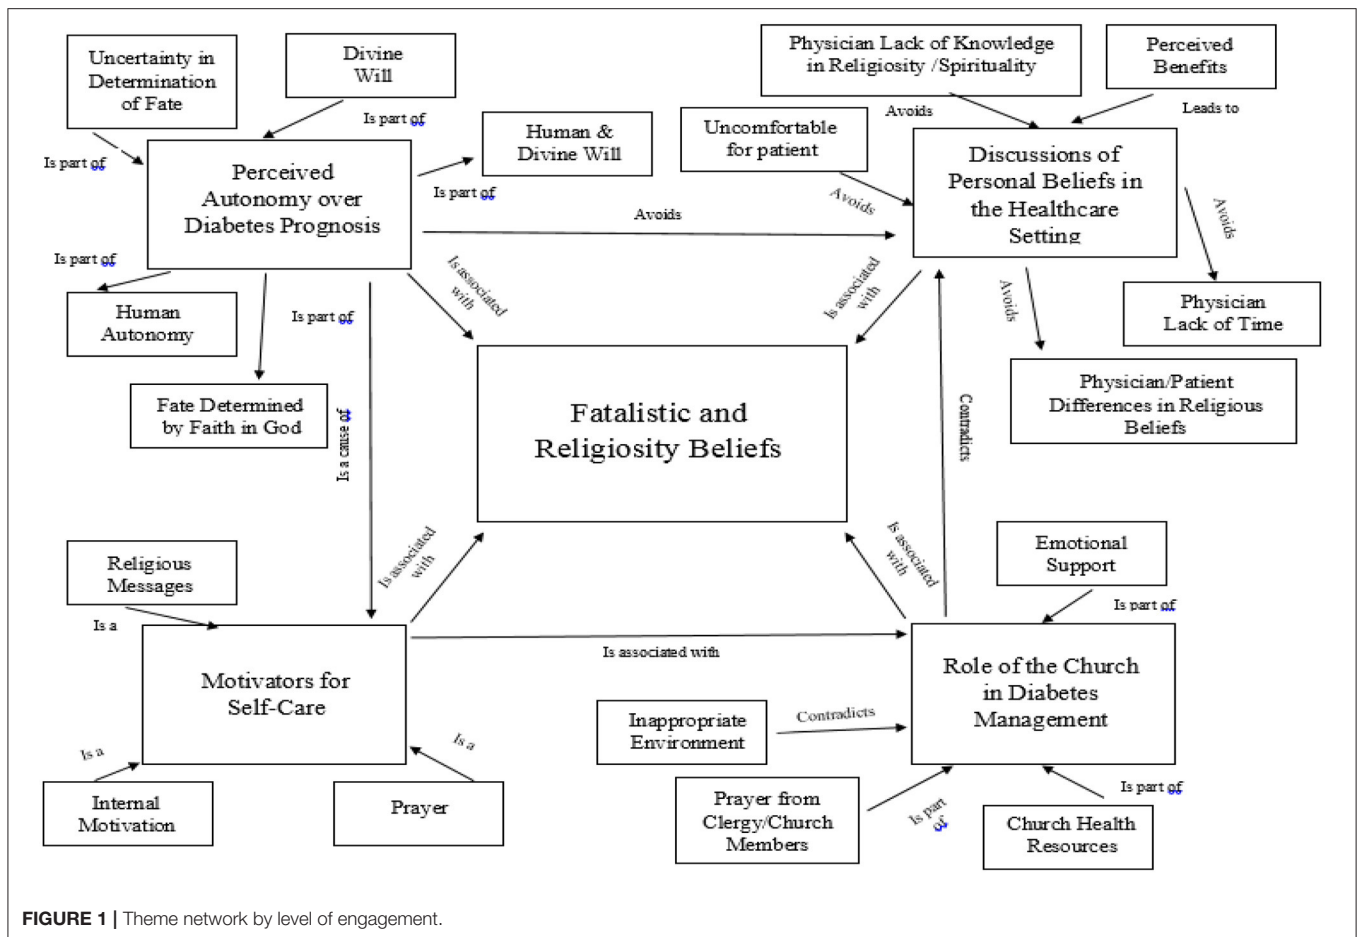 Uncertainty in
Determination
of Fate
Divine
Will
Physician Lack of Knowledge
in Religiosity /Spirituality
Perceived
Benefits
Is part of
Is part of
Human &
Divine Will
Is part of
Avoids
Leads to
Uncomfortable
for patient
Avoids
Perceived
Autonomy over
Diabetes Prognosis
Avoids
Discussions of
Personal Beliefs in
the Healthcare
Setting
Avoids
Avoids
Is part of
Human
Autonomy
Is part of
Fate Determined
by Faith in God
Is associated
with
Is associated
with
Physician
Lack of Time
Physician/Patient
Differences in Religious
Beliefs
Is a cause of
Fatalistic and
Religiosity Beliefs
Contradicts
Is associated
with
Is associated
with
Religious
Messages
Is a
Emotional
Support
Is part of
Motivators for
Self-Care
Is associated with
Role of the Church
in Diabetes
Management
Is a
Internal
Motivation
Is a
Prayer
Inappropriate
Environment
Contradicts
Prayer from
Clergy/Church
Members
Is part
of
Is part of
Church Health
Resources
FIGURE 1 | Theme network by level of engagement.